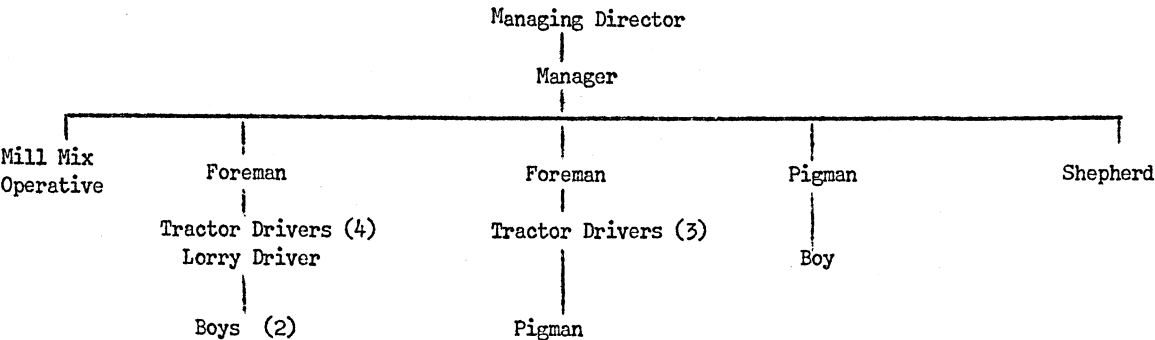 Managing Director
Manager
Mill Mix
Operative
Foreman
Foreman
Pigman
Shepherd
Tractor Drivers (4)
Lorry Driver
Tractor Drivers (3)
Boy
Boys (2)
Pigman